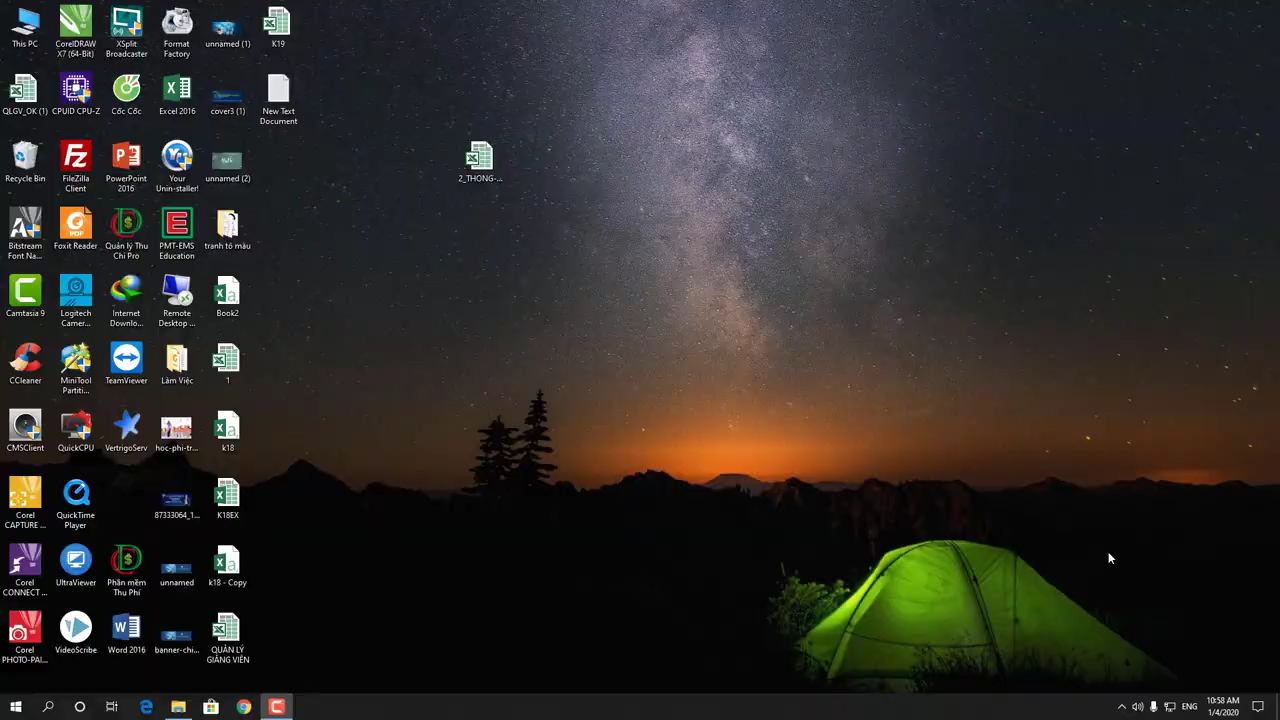 This PC
CorelDRAW
X7 (64-Bit)
XSplit
Broadcaster
Format
Factory
unnamed (1)
K19
QLGV_OK (1)
CPUID CPU-Z
Cốc Cốc
Excel 2016
cover3 (1)
New Text
Document
2_THONG-...
Recycle Bin
FileZilla
Client
PowerPoint
2016
Your
Unin-staller!
unnamed (2)
Bitstream
Font Na...
Foxit Reader
Quản lý Thu
Chi Pro
PMT-EMS
Education
tranh tô màu
Camtasia 9
Logitech
Camer...
Internet
Downlo...
Remote
Desktop ...
Book2
CCleaner
MiniTool
Partiti...
TeamViewer
Làm Việc
1
CMSClient
QuickCPU
VertrigoServ
hoc-phi-tr...
k18
Corel
CAPTURE ...
QuickTime
Player
87333064_1...
K18EX
Corel
CONNECT ...
UltraViewer
Phần mềm
Thu Phí
unnamed
k18 - Copy
Corel
PHOTO-PAI...
VideoScribe
Word 2016
banner-chi...
QUẢN LÝ
GIẢNG VIÊN
ENG
10:58 AM
1/4/2020